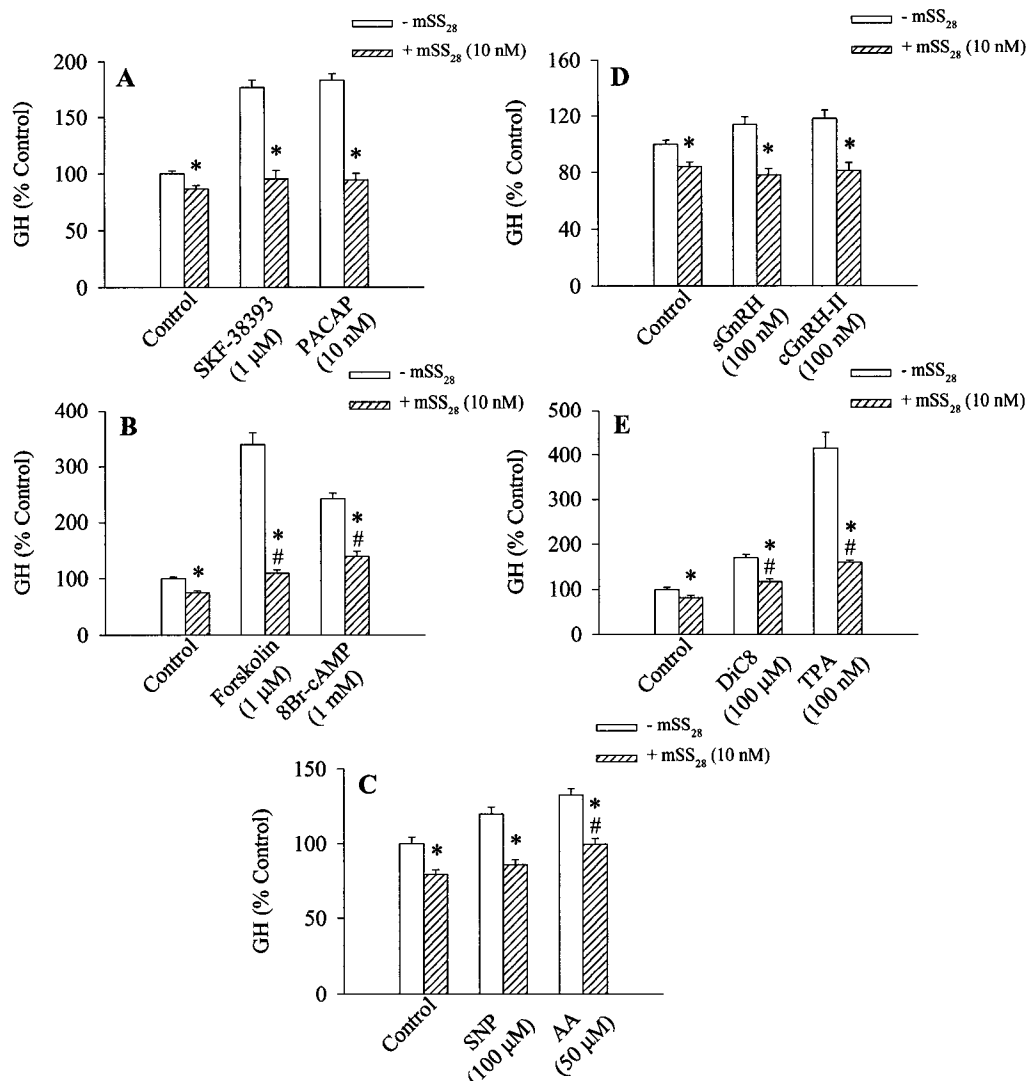 A
- mSS28
+ mSS28 (10 nM)
GH (% Control)
200
150
100
50
0
*
*
*
Control
SKF-38393
(1 µM)
PACAP
(10 nM)
D
- mSS28
+ mSS28 (10 nM)
GH (% Control)
160
120
80
40
0
*
*
*
Control
sGnRH
(100 nM)
cGnRH-II
(100 nM)
B
- mSS28
+ mSS28 (10 nM)
GH (% Control)
400
300
200
100
0
*
*
#
*
#
Control
Forskolin
(1 µM)
8Br-cAMP
(1 mM)
E
- mSS28
+ mSS28 (10 nM)
GH (% Control)
500
400
300
200
100
0
*
*
#
*
#
Control
DiC8
(100 µM)
TPA
(100 nM)
C
- mSS28
+ mSS28 (10 nM)
GH (% Control)
150
100
50
0
*
*
*
#
Control
SNP
(100 µM)
AA
(50 µM)